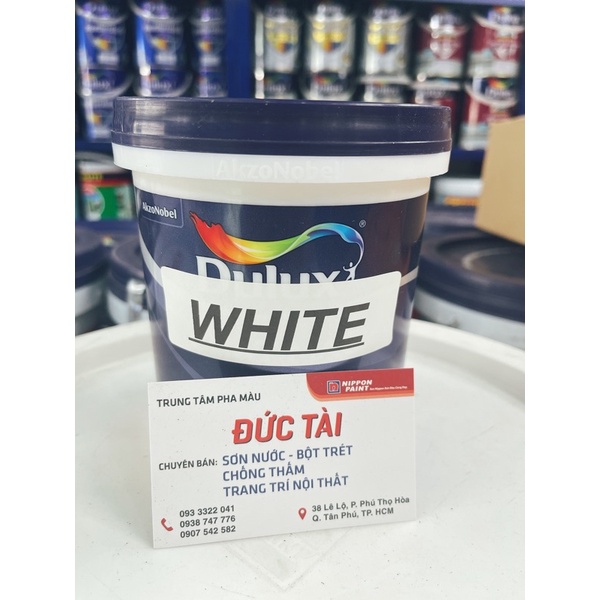 AkzoNobel
AkzoNobel
Dulux
WHITE
NIPPON
PAINT
TRUNG TÂM PHA MÀU
ĐỨC TÀI
CHUYÊN BÁN: SƠN NƯỚC - BỘT TRÉT
CHỐNG THẤM
TRANG TRÍ NỘI THẤT
093 3322 041
0938 747 776
0907 542 582
38 Lê Lộ, P. Phú Thọ Hòa
Q. Tân Phú, TP. HCM